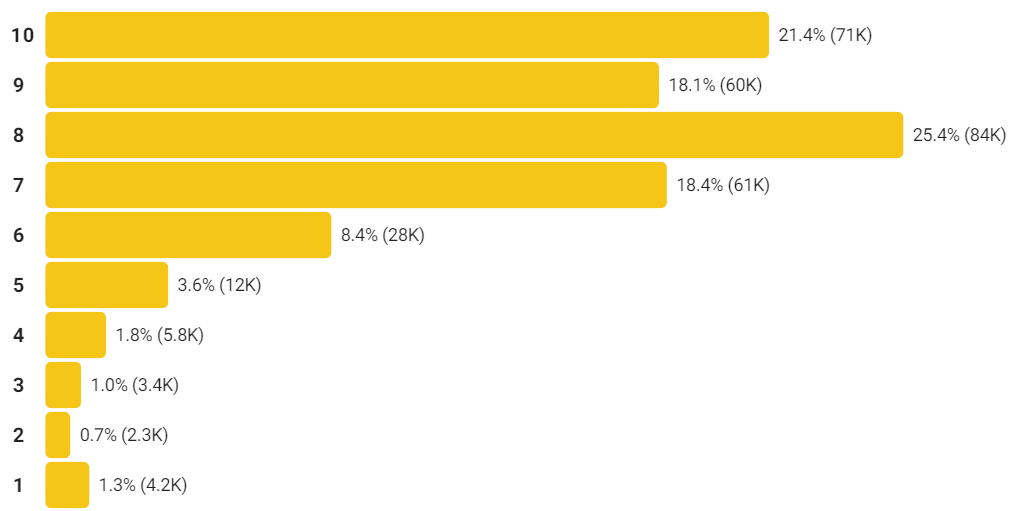 10 21.4% (71K)
9 18.1% (60K)
8 25.4% (84K)
7 18.4% (61K)
6 8.4% (28K)
5 3.6% (12K)
4 1.8% (5.8K)
3 1.0% (3.4K)
2 0.7% (2.3K)
1 1.3% (4.2K)